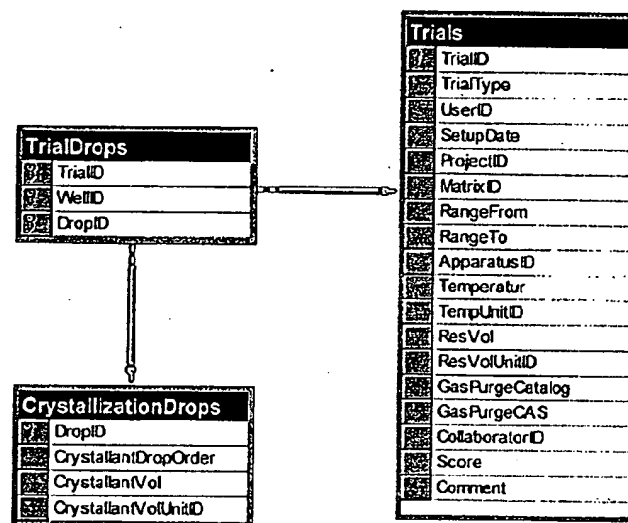 Trials
TrialID
TrialType
UserID
SetupDate
ProjectID
MatrixID
RangeFrom
RangeTo
ApparatusID
Temperatur
TempUnitID
ResVol
ResVolUnitID
GasPurgeCatalog
GasPurgeCAS
CollaboratorID
Score
Comment
TrialDrops
TrialID
WellID
DropID
CrystallizationDrops
DropID
CrystallantDropOrder
CrystallantVol
CrystallantVolUnitID